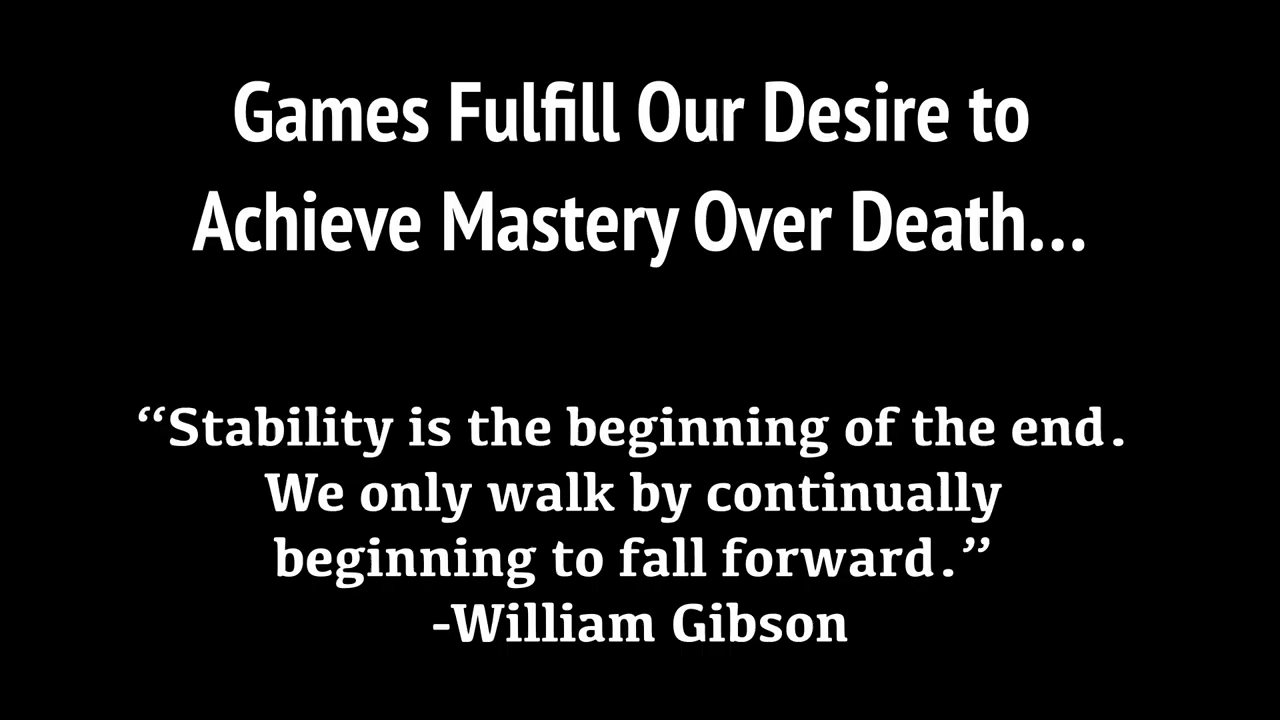 Games Fulfill Our Desire to
Achieve Mastery Over Death...
“Stability is the beginning of the end.
We only walk by continually
beginning to fall forward.”
-William Gibson